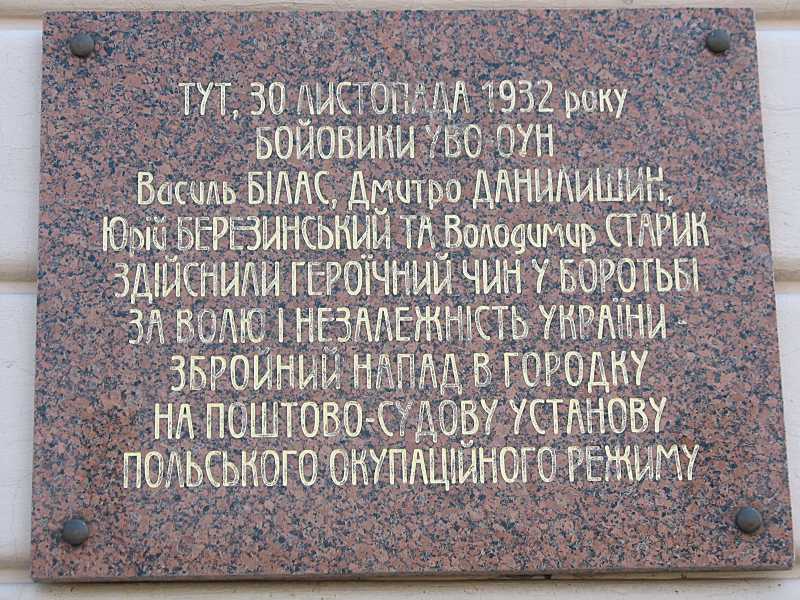 ТУТ, 30 ЛИСТОПАДА 1932 року
БОЙОВИКИ УВО-ОУН
Василь БІЛАС, Дмитро ДАНИЛИШИН,
Юрій БЕРЕЗИНСЬКИЙ ТА Володимир СТАРИК
ЗДІЙСНИЛИ ГЕРОЇЧНИЙ ЧИН У БОРОТЬБІ
ЗА ВОЛЮ І НЕЗАЛЕЖНІСТЬ УКРАЇНИ -
ЗБРОЙНИЙ НАПАД В ГОРОДКУ
НА ПОШТОВО-СУДОВУ УСТАНОВУ
ПОЛЬСЬКОГО ОКУПАЦІЙНОГО РЕЖИМУ